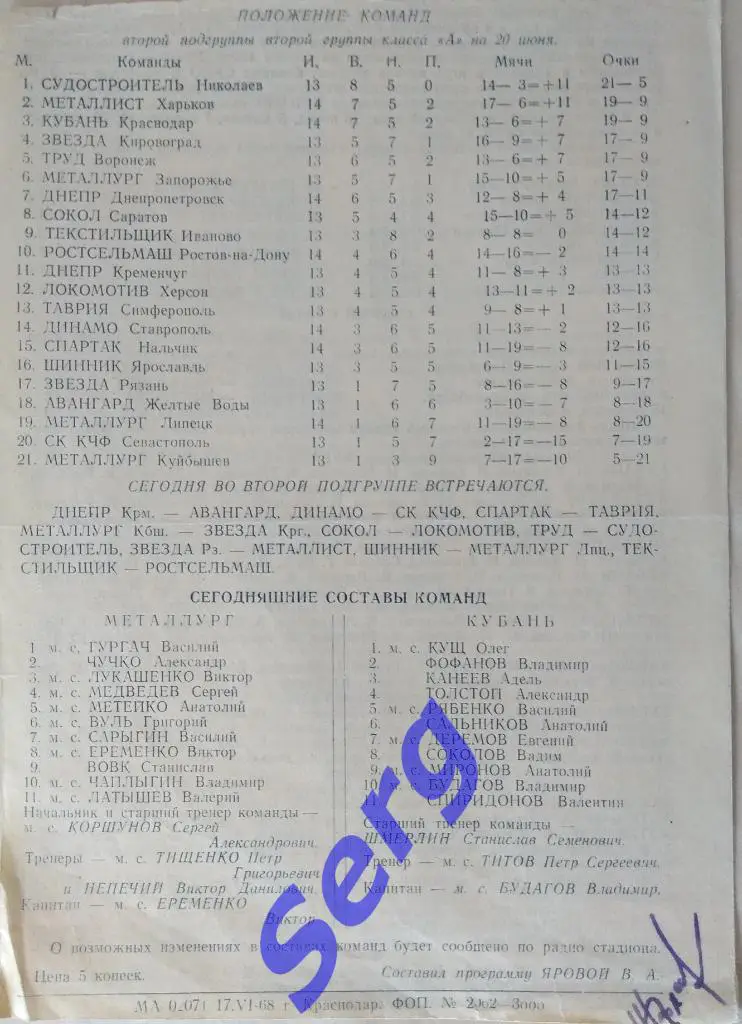 ПОЛОЖЕНИЕ КОМАНД
второй подгруппы второй группы класса «А» на 20 июня.
М. Команды И. В. Н. П. Мячи Очки
1. СУДОСТРОИТЕЛЬ Николаев 13 8 5 0 14— 3=+11 21— 5
2. МЕТАЛЛИСТ Харьков 14 7 5 2 17— 6=+11 19— 9
3. КУБАНЬ Краснодар 14 7 5 2 13— 6=+ 7 19— 9
4. ЗВЕЗДА Кировоград 13 5 7 1 16— 9=+ 7 17— 9
5. ТРУД Воронеж 13 6 5 2 13— 6=+ 7 17— 9
6. МЕТАЛЛУРГ Запорожье 13 5 7 1 15—10=+ 5 17— 9
7. ДНЕПР Днепропетровск 14 6 5 3 12— 8=+ 4 17—11
8. СОКОЛ Саратов 13 5 4 4 15—10=+ 5 14—12
9. ТЕКСТИЛЬЩИК Иваново 13 3 8 2 8— 8= 0 14—12
10. РОСТСЕЛЬМАШ Ростов-на-Дону 14 4 6 4 14—16=— 2 14—14
11. ДНЕПР Кременчуг 13 4 5 4 11— 8=+ 3 13—13
12. ЛОКОМОТИВ Херсон 13 4 5 4 13—11=+ 2 13—13
13. ТАВРИЯ Симферополь 13 4 5 4 9— 8=+ 1 13—13
14. ДИНАМО Ставрополь 14 3 6 5 11—13=— 2 12—16
15. СПАРТАК Нальчик 14 3 6 5 11—19=— 8 12—16
16. ШИННИК Ярославль 13 3 5 5 6— 9=— 3 11—15
17. ЗВЕЗДА Рязань 13 1 7 5 8—16=— 8 9—17
18. АВАНГАРД Желтые Воды 13 1 6 6 3—10=— 7 8—18
19. МЕТАЛЛУРГ Липецк 14 1 6 7 11—19=— 8 8—20
20. СК КЧФ Севастополь 13 1 5 7 2—17=—15 7—19
21. МЕТАЛЛУРГ Куйбышев 13 1 3 9 7—17=—10 5—21
СЕГОДНЯ ВО ВТОРОЙ ПОДГРУППЕ ВСТРЕЧАЮТСЯ.
ДНЕПР Крм. — АВАНГАРД, ДИНАМО — СК КЧФ, СПАРТАК — ТАВРИЯ,
МЕТАЛЛУРГ Кбш. — ЗВЕЗДА Крг., СОКОЛ — ЛОКОМОТИВ, ТРУД — СУДО-
СТРОИТЕЛЬ, ЗВЕЗДА Рз. — МЕТАЛЛИСТ, ШИННИК — МЕТАЛЛУРГ Лпц., ТЕК-
СТИЛЬЩИК — РОСТСЕЛЬМАШ.
СЕГОДНЯШНИЕ СОСТАВЫ КОМАНД
МЕТАЛЛУРГ
1 м. с. ГУРГАЧ Василий
2. ЧУЧКО Александр
3. м. с. ЛУКАШЕНКО Виктор
4. м. с. МЕДВЕДЕВ Сергей
5. м. с. МЕТЕЙКО Анатолий
6. м. с. ВУЛЬ Григорий
7. м. с. САРЫГИН Василий
8. м. с. ЕРЕМЕНКО Виктор
9. ВОВК Станислав
10. м. с. ЧАПЛЫГИН Владимир
11. м. с. ЛАТЫШЕВ Валерий
Начальник и старший тренер команды —
м. с. КОРШУНОВ Сергей
Александрович.
Тренеры — м. с. ТИЩЕНКО Петр
Григорьевич
и НЕПЕЧИЙ Виктор Данилович.
Капитан — м. с. ЕРЕМЕНКО
Виктор
КУБАНЬ
1. м. с. КУЩ Олег
2. ФОФАНОВ Владимир
3. КАНЕЕВ Адель
4. ТОЛСТОП Александр
5. м. с. РЯБЕНКО Василий
6. САЛЬНИКОВ Анатолий
7. м. с. ДЕРЕМОВ Евгений
8. СОКОЛОВ Вадим
9. м. с. МИРОНОВ Анатолий
10. м. с. БУДАГОВ Владимир
11. СПИРИДОНОВ Валентин
Старший тренер команды —
ШМЕРЛИН Станислав Семенович.
Тренер — м. с. ТИТОВ Петр Сергеевич.
Капитан — м. с. БУДАГОВ Владимир.
О возможных изменениях в составах команд будет сообщено по радио стадиона.
Цена 5 копеек. Составил программу ЯРОВОЙ В. А.
МА 02071 17.VI-68 г Краснодар. ФОП. № 2962—3000
Serg